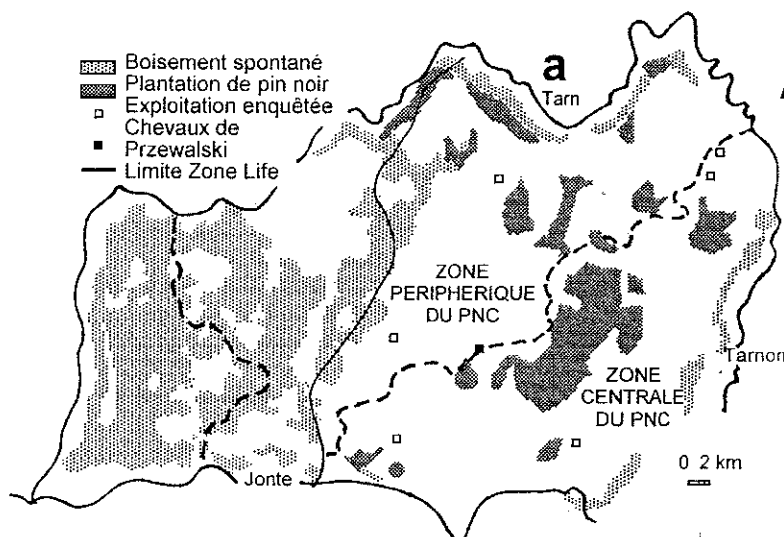 Boisement spontané
Plantation de pin noir
Exploitation enquêtée
Chevaux de
Przewalski
Limite Zone Life
a
Tarn
ZONE
PERIPHERIQUE
DU PNC
ZONE
CENTRALE
DU PNC
Tarnon
Jonte
0 2 km